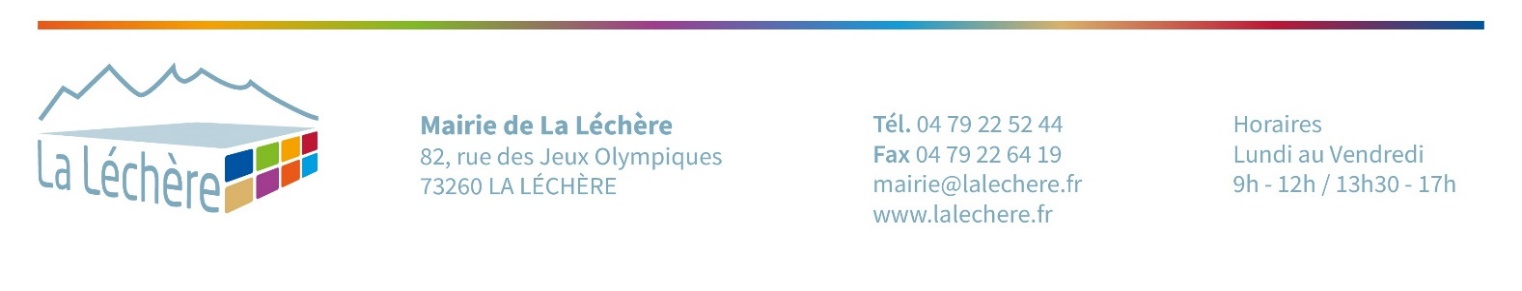 La Léchère
Mairie de La Léchère
82, rue des Jeux Olympiques
73260 LA LÉCHÈRE
Tél. 04 79 22 52 44
Fax 04 79 22 64 19
mairie@lalechere.fr
www.lalechere.fr
Horaires
Lundi au Vendredi
9h - 12h / 13h30 - 17h